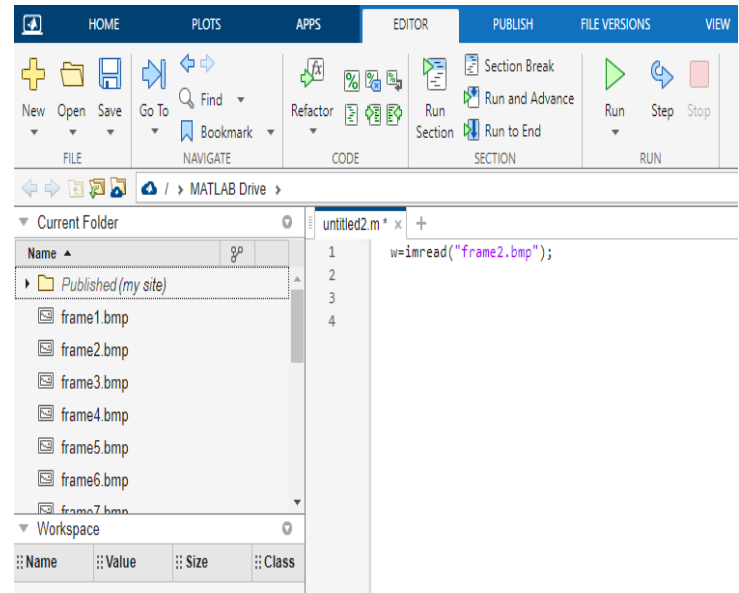 HOME PLOTS APPS EDITOR PUBLISH FILE VERSIONS VIEW
New Open Save Go To Find Bookmark Refactor fx Run Section Section Break Run and Advance Run to End Run Step Stop
FILE NAVIGATE CODE SECTION RUN
/ > MATLAB Drive >
Current Folder
Name
Published (my site)
frame1.bmp
frame2.bmp
frame3.bmp
frame4.bmp
frame5.bmp
frame6.bmp
frame7.bmp
Workspace
Name Value Size Class
untitled2.m * × +
1 w=imread("frame2.bmp");
2
3
4